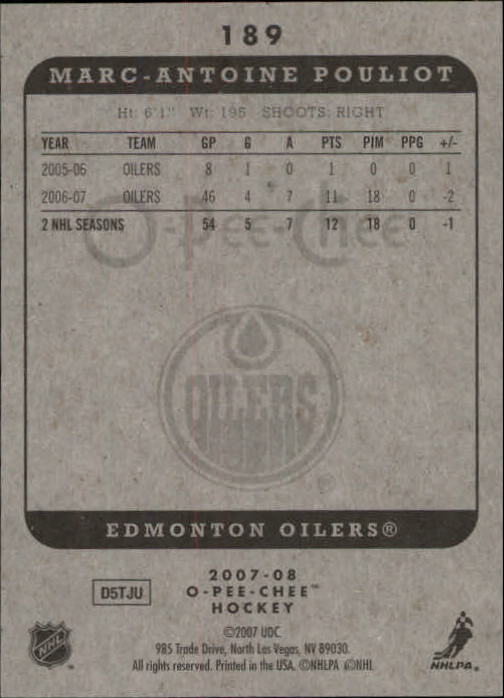 189
MARC-ANTOINE POULIOT
Ht: 6'1" Wt: 195 SHOOTS: RIGHT
YEAR TEAM GP G A PTS PIM PPG +/-
2005-06 OILERS 8 1 0 1 0 0 1
2006-07 OILERS 46 4 7 11 18 0 -2
2 NHL SEASONS 54 5 7 12 18 0 -1
O-Pee-Chee
OILERS
EDMONTON OILERS®
2007-08
D5TJU O-PEE-CHEE™
HOCKEY
©2007 UDC
985 Trade Drive, North Las Vegas, NV 89030.
All rights reserved. Printed in the USA. ©NHLPA ©NHL
NHL
NHLPA®